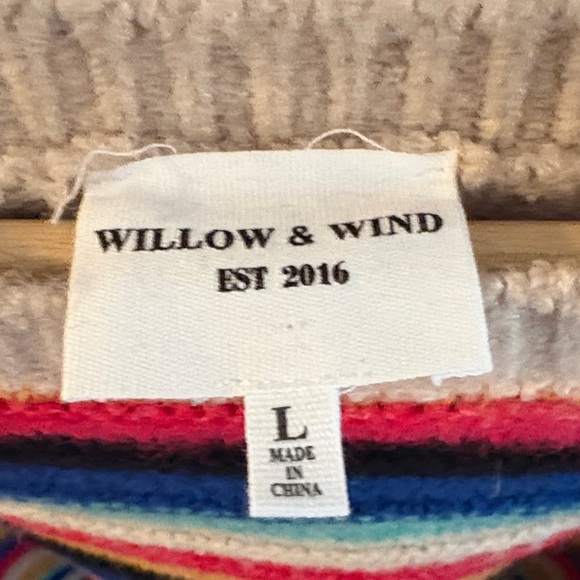 WILLOW & WIND
EST 2016
L
MADE
IN
CHINA